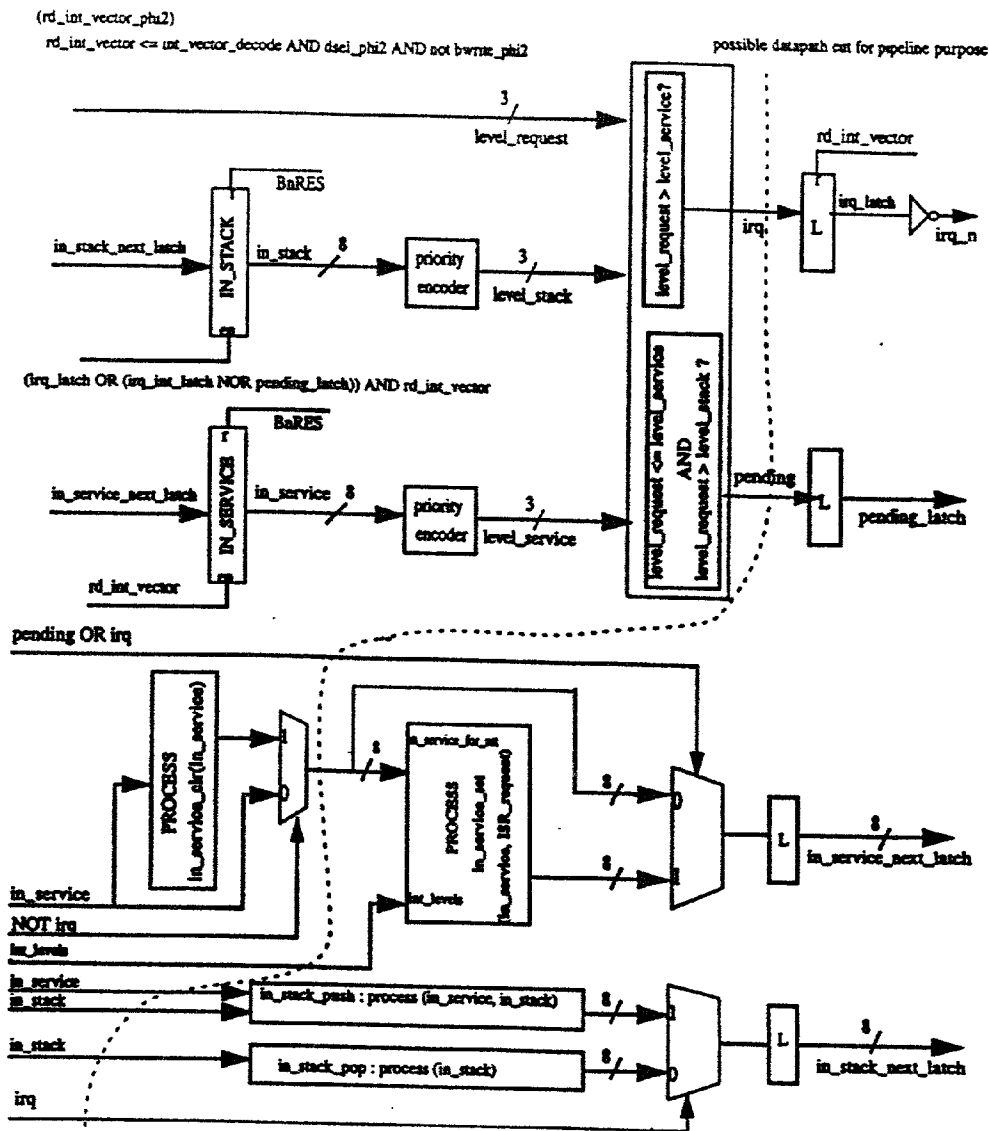 (rd_int_vector_phi2)
rd_int_vector <= int_vector_decode AND dsel_phi2 AND not bwrite_phi2
possible datapath cut for pipeline purpose
3
level_request
level_request > level_service?
rd_int_vector
r
L
irq_latch
irq
irq_n
BnRES
r
in_stack_next_latch
IN_STACK
in_stack
8
priority
encoder
3
level_stack
en
(irq_latch OR (irq_int_latch NOR pending_latch)) AND rd_int_vector
BnRES
r
in_service_next_latch
IN_SERVICE
in_service
8
priority
encoder
3
level_service
en
rd_int_vector
level_request <= level_service
AND
level_request > level_stack ?
pending
L
pending_latch
pending OR irq
PROCESS
in_service_clr(in_service)
1
0
8
in_service_for_set
PROCESS
in_service_set
(in_service, ISR_request)
int_levels
8
0
8
1
L
8
in_service_next_latch
in_service
NOT irq
int_levels
in_service
in_stack
in_stack_push : process (in_service, in_stack)
8
1
L
8
in_stack_next_latch
in_stack
in_stack_pop : process (in_stack)
8
0
irq